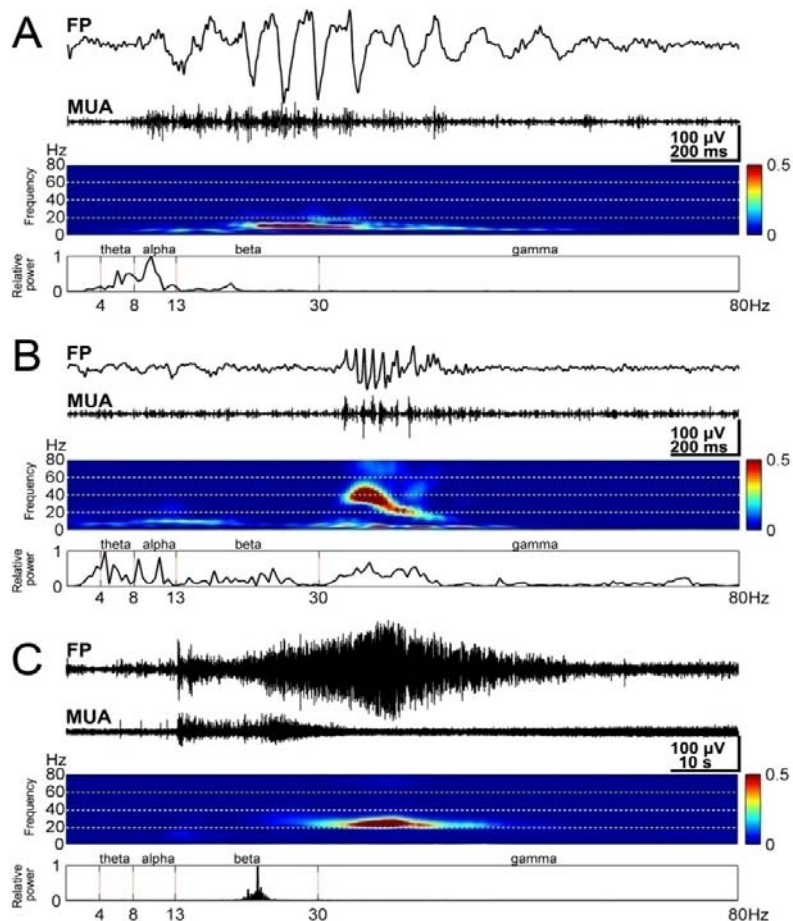 A
FP
MUA
100 µV
200 ms
Hz
80
60
40
20
0
Frequency
0.5
0
theta alpha beta gamma
Relative power
1
0
4 8 13 30 80Hz
B
FP
MUA
100 µV
200 ms
Hz
80
60
40
20
0
Frequency
0.5
0
theta alpha beta gamma
Relative power
1
0
4 8 13 30 80Hz
C
FP
MUA
100 µV
10 s
Hz
80
60
40
20
0
Frequency
0.5
0
theta alpha beta gamma
Relative power
1
0
4 8 13 30 80Hz